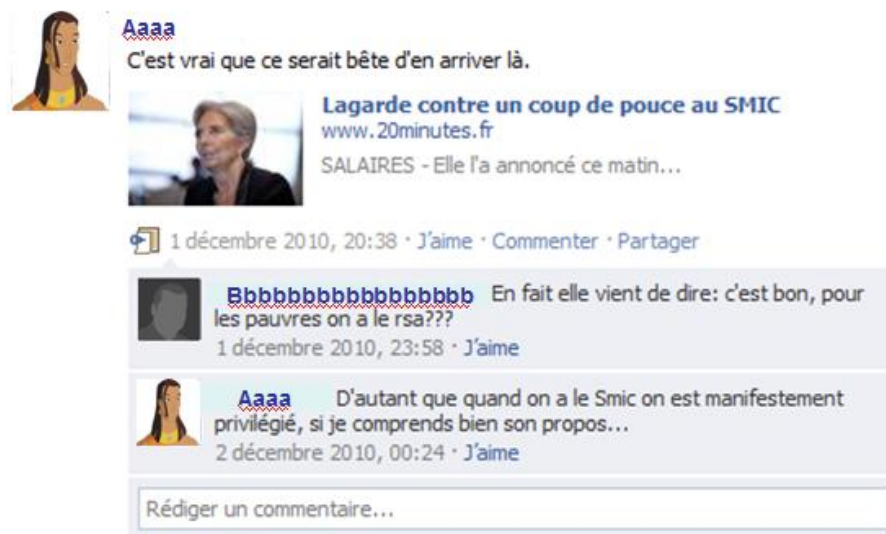 Aaaa
C'est vrai que ce serait bête d'en arriver là.
Lagarde contre un coup de pouce au SMIC
www.20minutes.fr
SALAIRES - Elle l'a annoncé ce matin...
1 décembre 2010, 20:38 · J'aime · Commenter · Partager
Bbbbbbbbbbbbbbbbb En fait elle vient de dire: c'est bon, pour
les pauvres on a le rsa???
1 décembre 2010, 23:58 · J'aime
Aaaa D'autant que quand on a le Smic on est manifestement
privilégié, si je comprends bien son propos...
2 décembre 2010, 00:24 · J'aime
Rédiger un commentaire...